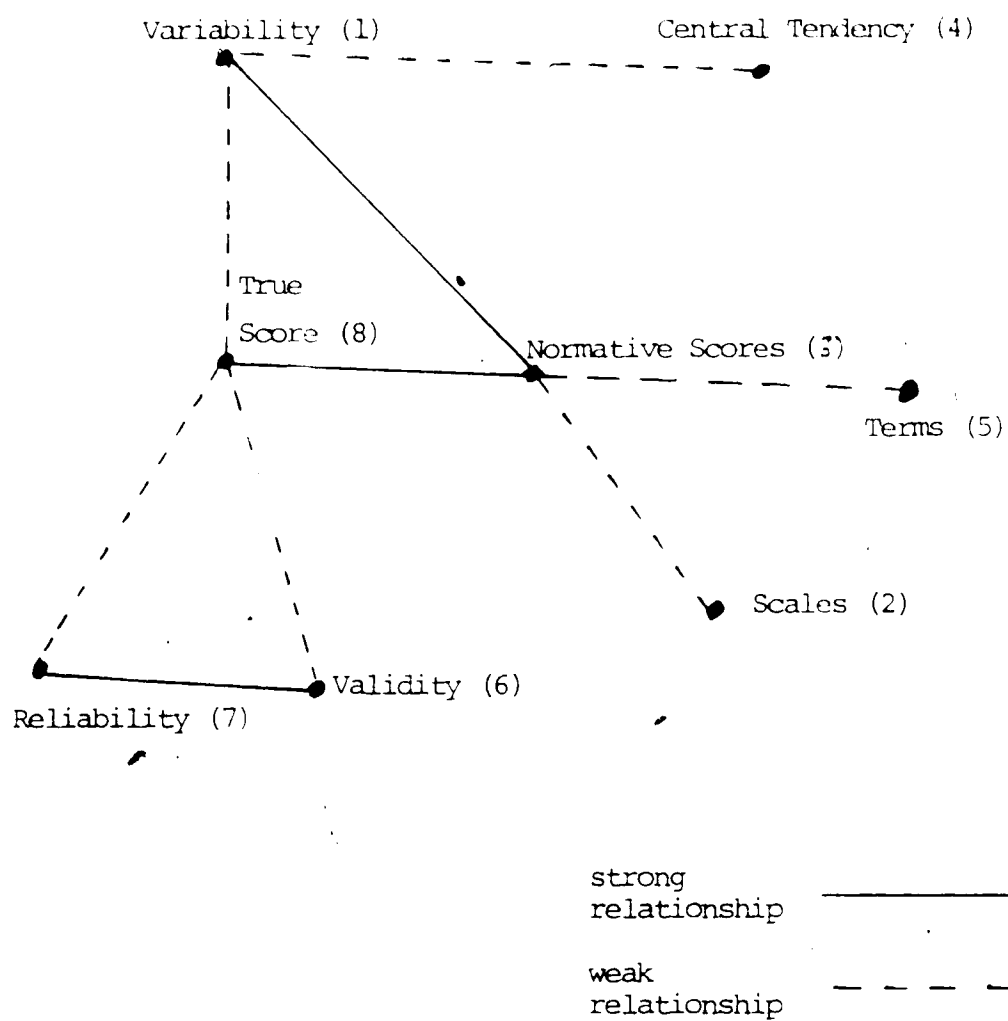 Variability (1)
Central Tendency (4)
True
Score (8)
Normative Scores (3)
Terms (5)
Scales (2)
Validity (6)
Reliability (7)
strong
relationship
weak
relationship